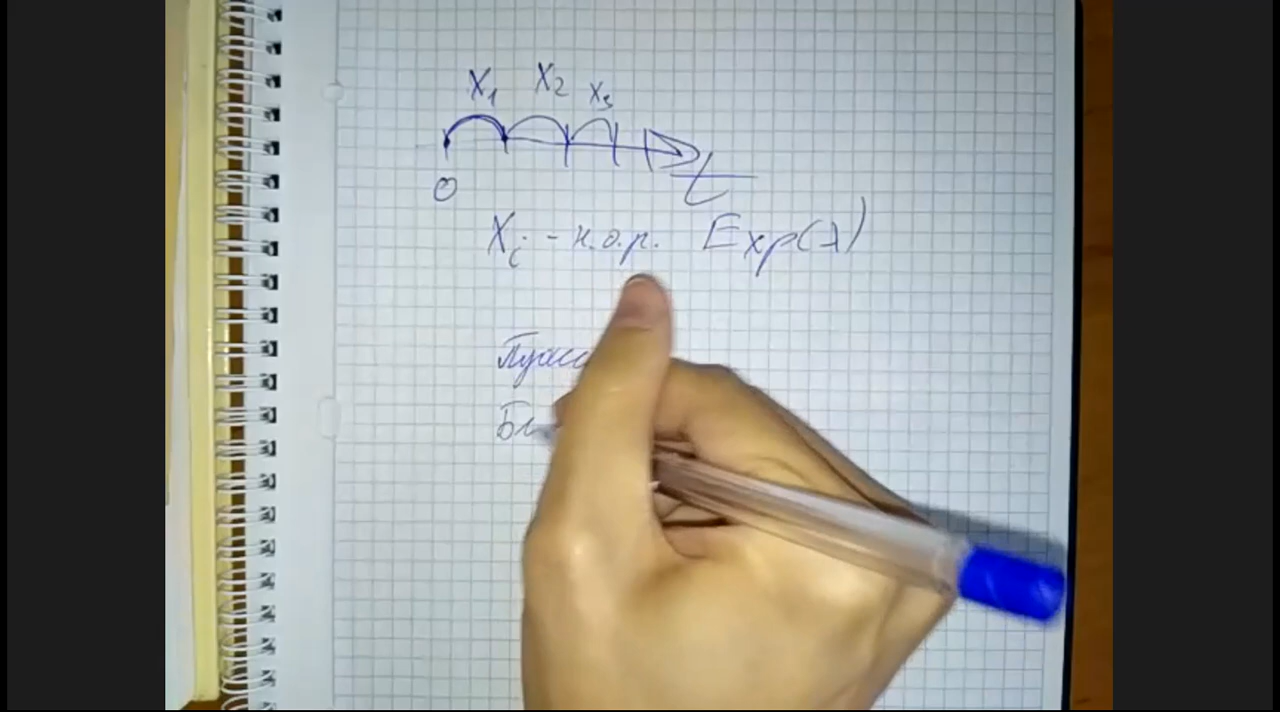 X₁ X₂ X₃
0 t
Xᵢ - н.о.р. Exp(λ)